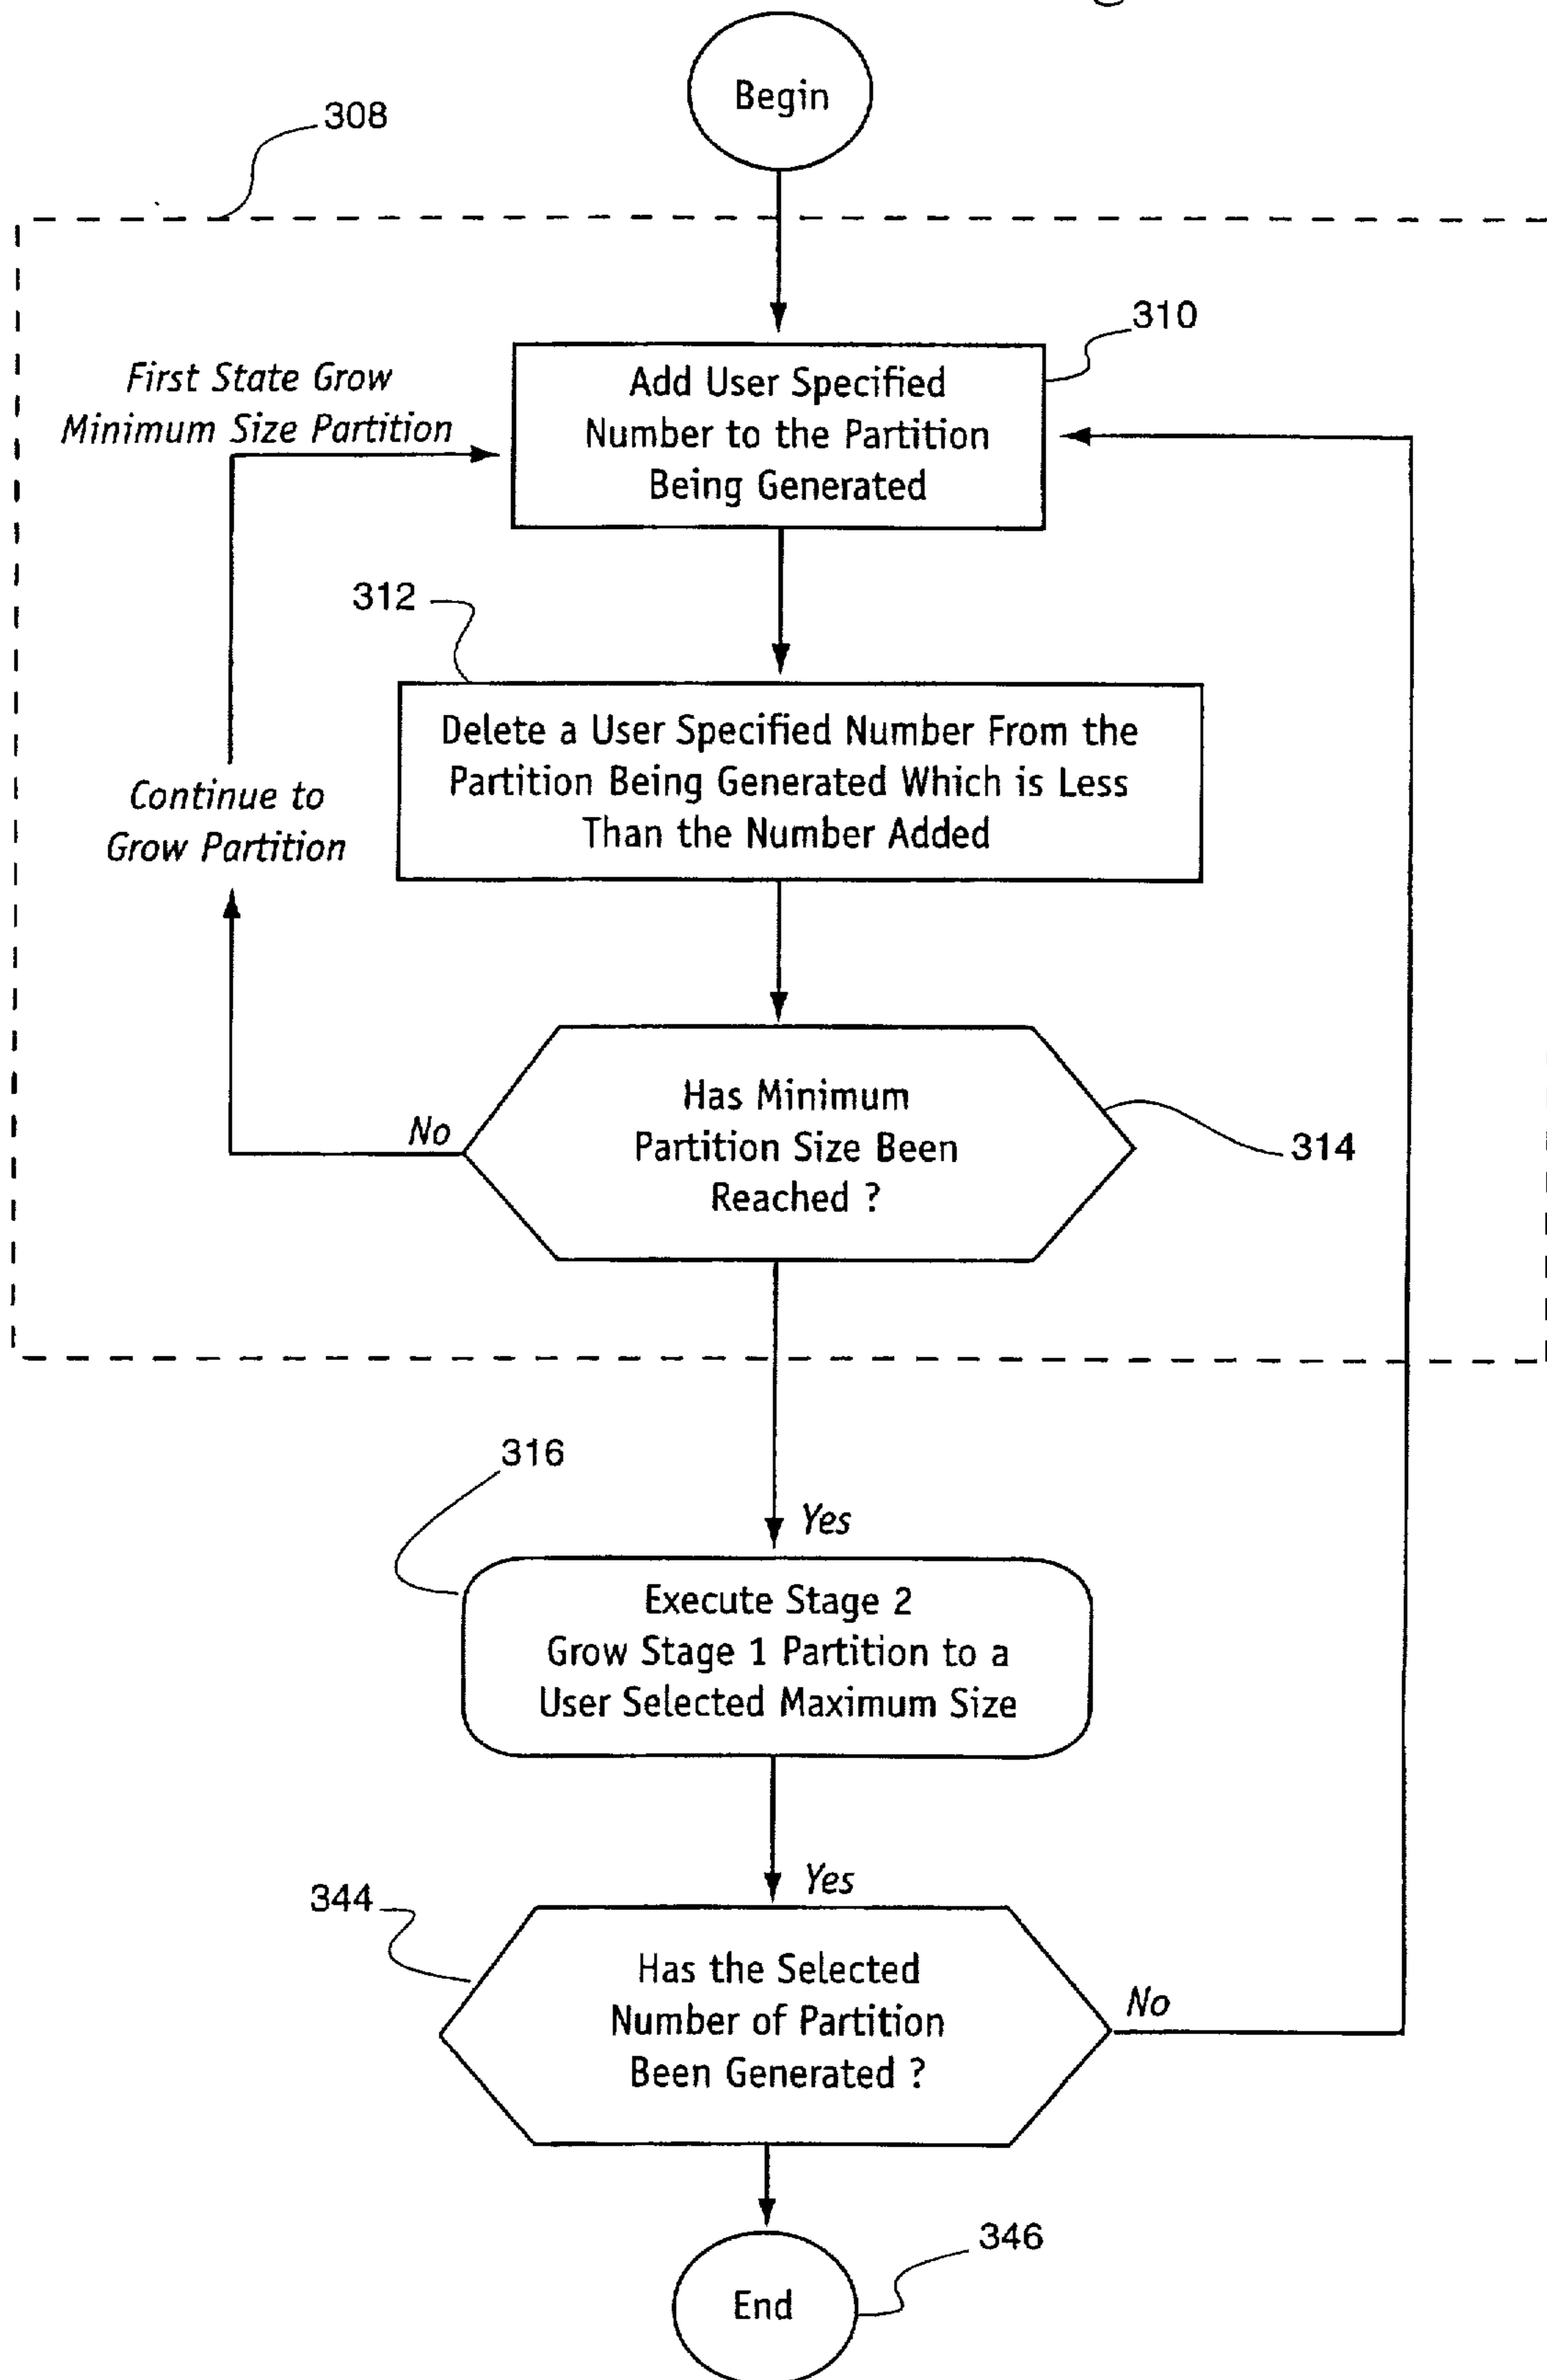 Begin
308
310
First State Grow
Minimum Size Partition
Add User Specified
Number to the Partition
Being Generated
312
Delete a User Specified Number From the
Partition Being Generated Which is Less
Than the Number Added
Continue to
Grow Partition
Has Minimum
Partition Size Been
Reached ?
No
314
316
Yes
Execute Stage 2
Grow Stage 1 Partition to a
User Selected Maximum Size
Yes
344
Has the Selected
Number of Partition
Been Generated ?
No
346
End